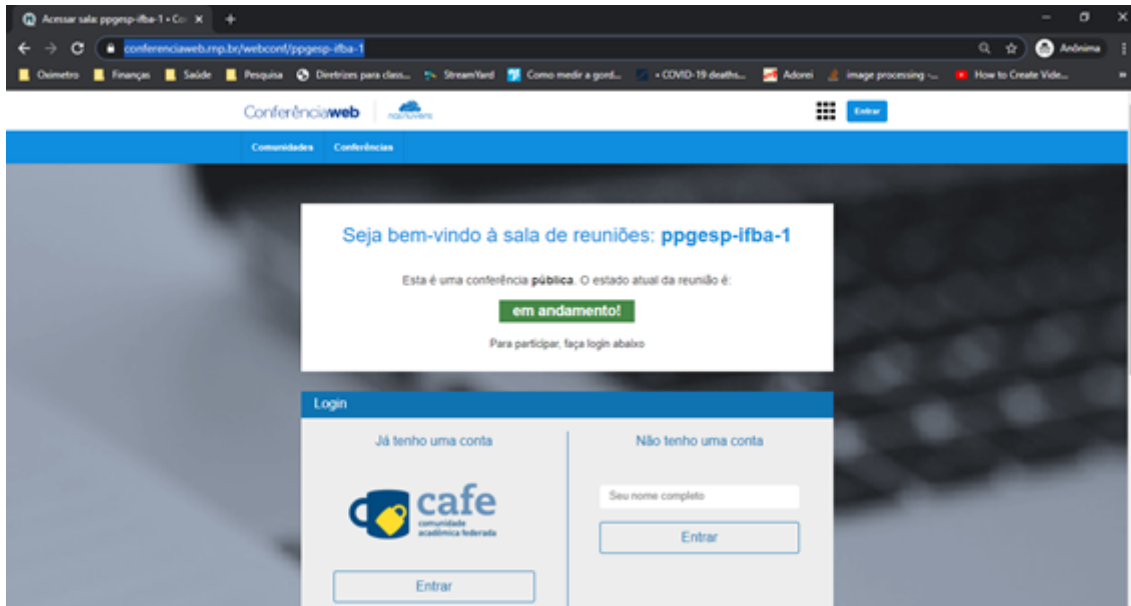 Acessar sala: ppgesp-ifba-1 • Co
conferenciaweb.rnp.br/webconf/ppgesp-ifba-1
Anônima
Oximetro Finanças Saúde Pesquisa Diretrizes para class... StreamYard Como medir a gord... • COVID-19 deaths... Adorei image processing -... How to Create Vide...
Conferênciaweb nasnuvens
Entrar
Comunidades Conferências
Seja bem-vindo à sala de reuniões: ppgesp-ifba-1
Esta é uma conferência pública. O estado atual da reunião é:
em andamento!
Para participar, faça login abaixo
Login
Já tenho uma conta
Não tenho uma conta
cafe
comunidade
acadêmica federada
Entrar
Seu nome completo
Entrar